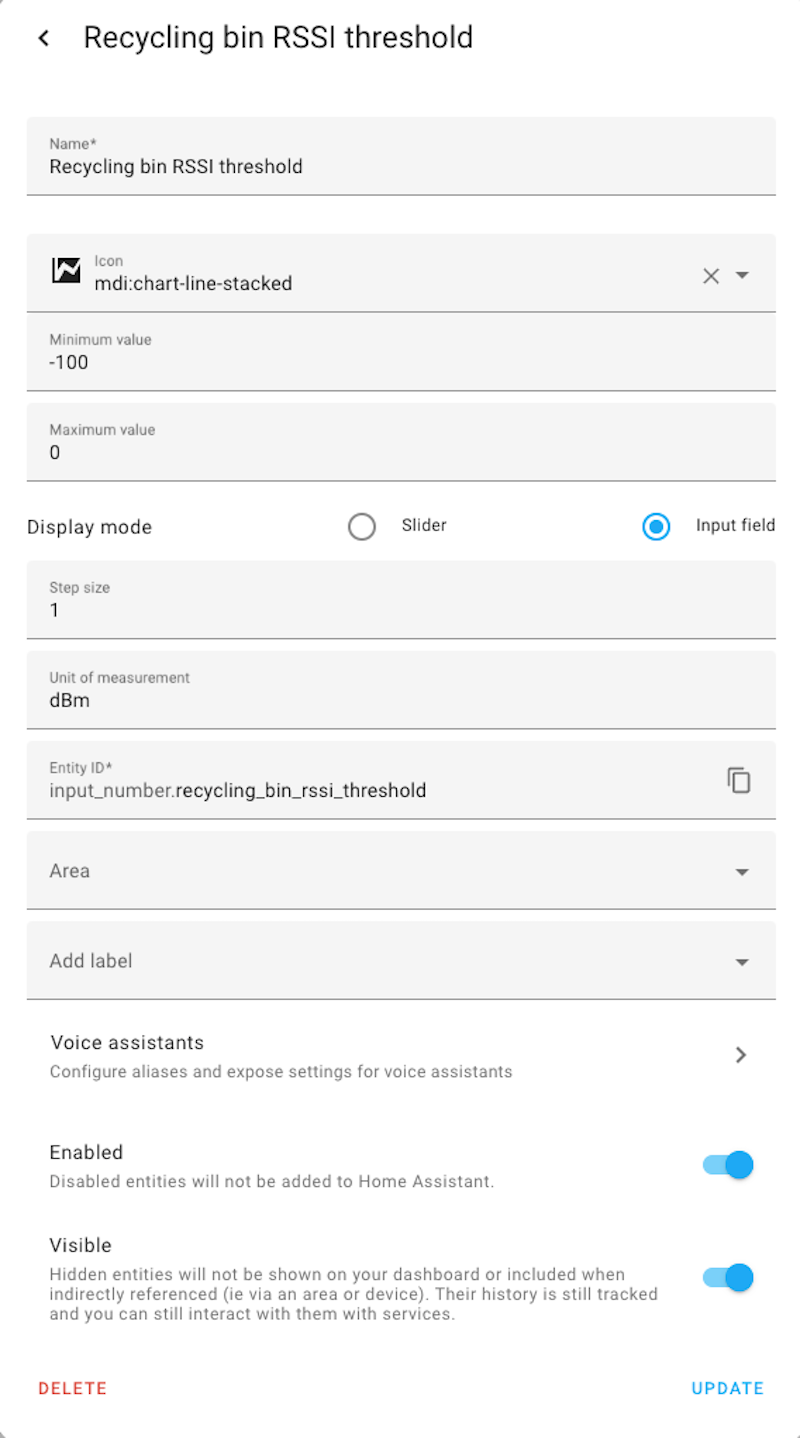 Recycling bin RSSI threshold
Name*
Recycling bin RSSI threshold
Icon
mdi:chart-line-stacked
Minimum value
-100
Maximum value
0
Display mode
Slider
Input field
Step size
1
Unit of measurement
dBm
Entity ID*
input_number.recycling_bin_rssi_threshold
Area
Add label
Voice assistants
Configure aliases and expose settings for voice assistants
Enabled
Disabled entities will not be added to Home Assistant.
Visible
Hidden entities will not be shown on your dashboard or included when
indirectly referenced (ie via an area or device). Their history is still tracked
and you can still interact with them with services.
DELETE
UPDATE